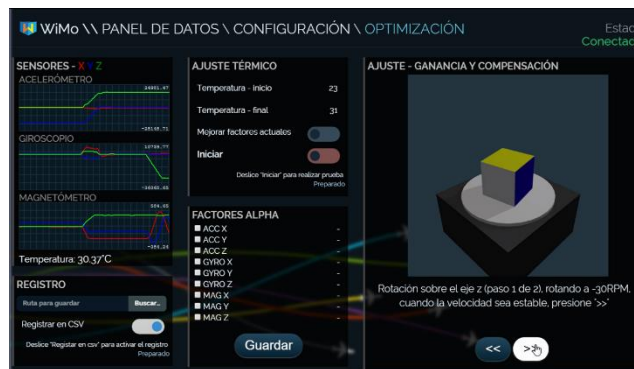 WiMo \\ PANEL DE DATOS \ CONFIGURACIÓN \ OPTIMIZACIÓN
Estad
Conectad
SENSORES - X Y Z
ACELERÓMETRO
GIROSCOPIO
MAGNETÓMETRO
Temperatura: 30.37°C
REGISTRO
Ruta para guardar
Buscar..
Registrar en CSV
Deslice "Registar en csv" para activar el registro
Preparado
AJUSTE TÉRMICO
Temperatura - inicio 23
Temperatura - final 31
Mejorar factores actuales
Iniciar
Deslice "Iniciar" para realizar prueba
Preparado
FACTORES ALPHA
ACC X -
ACC Y -
ACC Z -
GYRO X -
GYRO Y -
GYRO Z -
MAG X -
MAG Y -
MAG Z -
Guardar
AJUSTE - GANANCIA Y COMPENSACIÓN
Rotación sobre el eje z (paso 1 de 2), rotando a -30RPM,
cuando la velocidad sea estable, presione '>>'
<<
>>